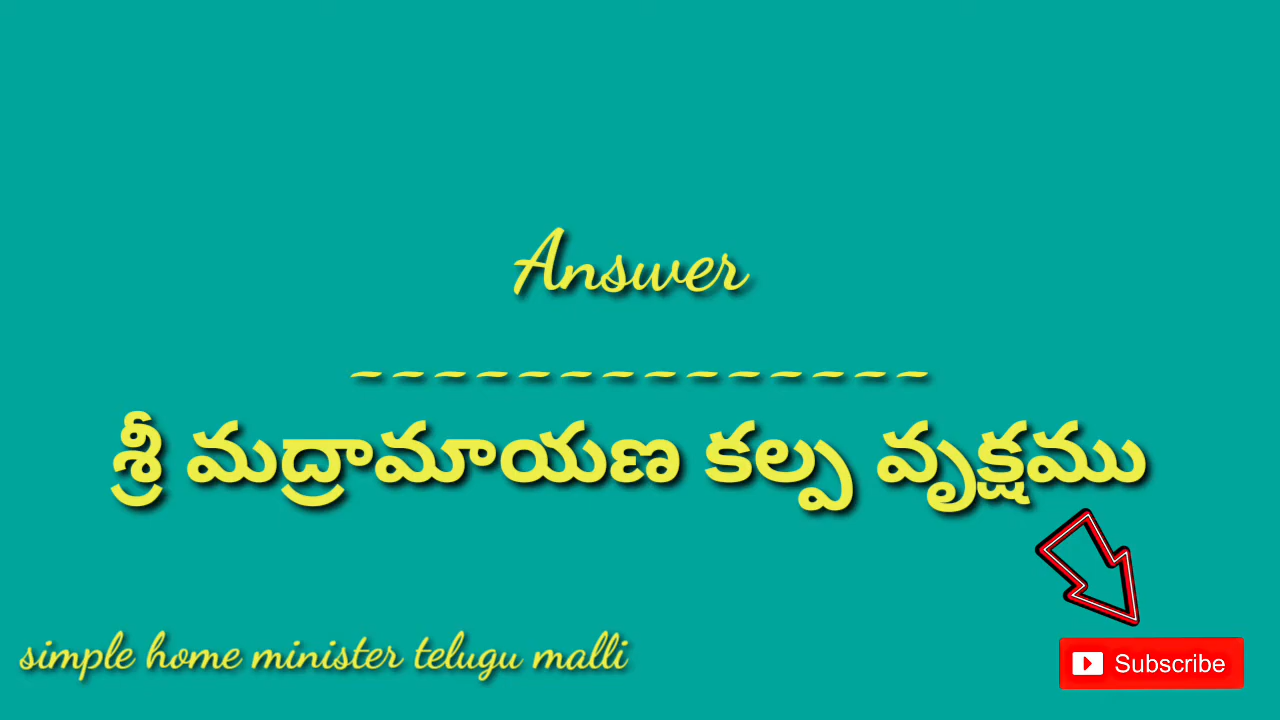 Answer
--------------
శ్రీ మద్రామాయణ కల్ప వృక్షము
simple home minister telugu malli
Subscribe